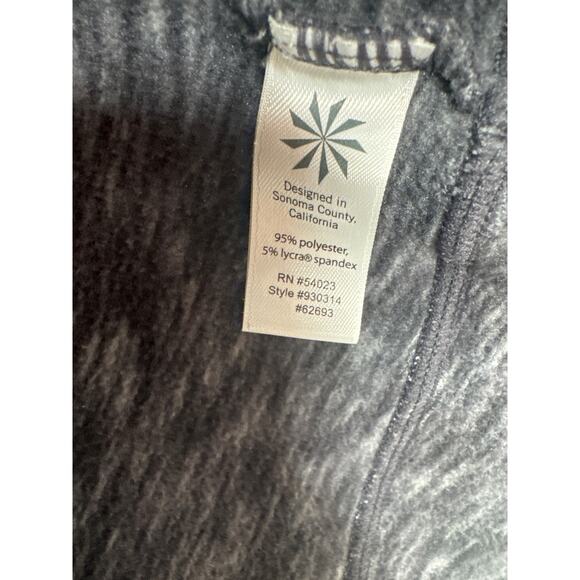 Designed in
Sonoma County,
California
95% polyester,
5% lycra® spandex
RN #54023
Style #930314
#62693